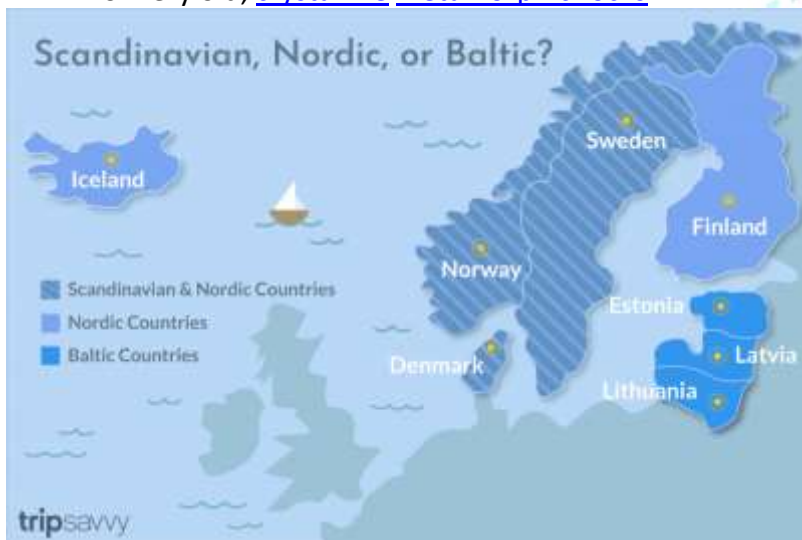 Scandinavian, Nordic, or Baltic?
Sweden
Iceland
Finland
Norway
Scandinavian & Nordic Countries
Estonia
Nordic Countries
Latvia
Baltic Countries
Denmark
Lithuania
tripsavvy